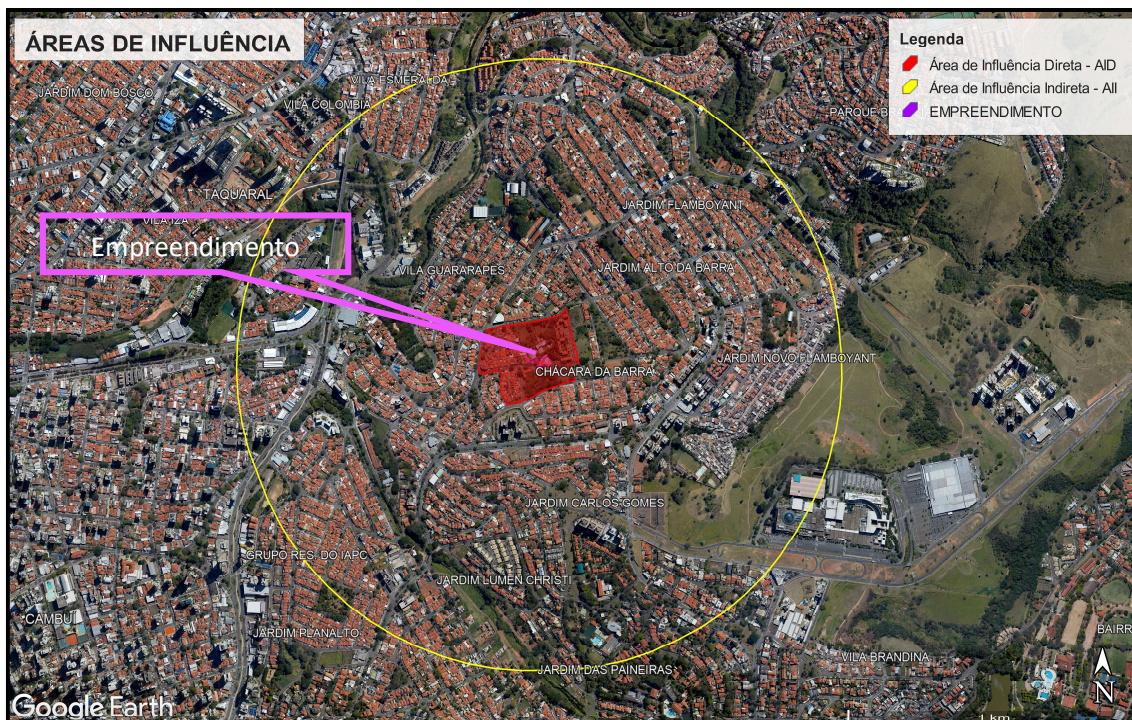 ÁREAS DE INFLUÊNCIA
Legenda
Área de Influência Direta - AID
Área de Influência Indireta - AII
EMPREENDIMENTO
VILA ESMERALDA
JARDIM DOM BOSCO
VILA COLOMBIA
TAQUARAL
JARDIM FLAMBOYANT
VILA IZA
Empreendimento
VILA GUARARAPES
JARDIM ALTO DA BARRA
JARDIM NOVO FLAMBOYANT
CHÁCARA DA BARRA
JARDIM CARLOS GOMES
GRUPO RES. DO IAPC
JARDIM LUMEN CHRISTI
CAMBUÍ
JARDIM PLANALTO
BAIRR
VILA BRANDINA
JARDIM DAS PAINEIRAS
N
Google Earth
1 km